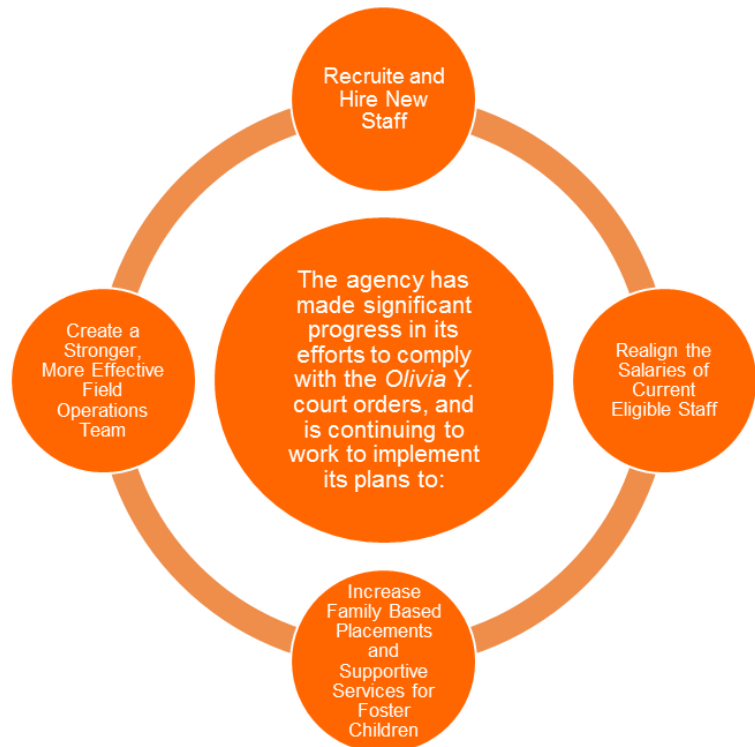 Recruite and
Hire New
Staff
The agency has
made significant
progress in its
efforts to comply
with the Olivia Y.
court orders, and
is continuing to
work to implement
its plans to:
Create a
Stronger,
More Effective
Field
Operations
Team
Realign the
Salaries of
Current
Eligible Staff
Increase
Family Based
Placements
and
Supportive
Services for
Foster
Children